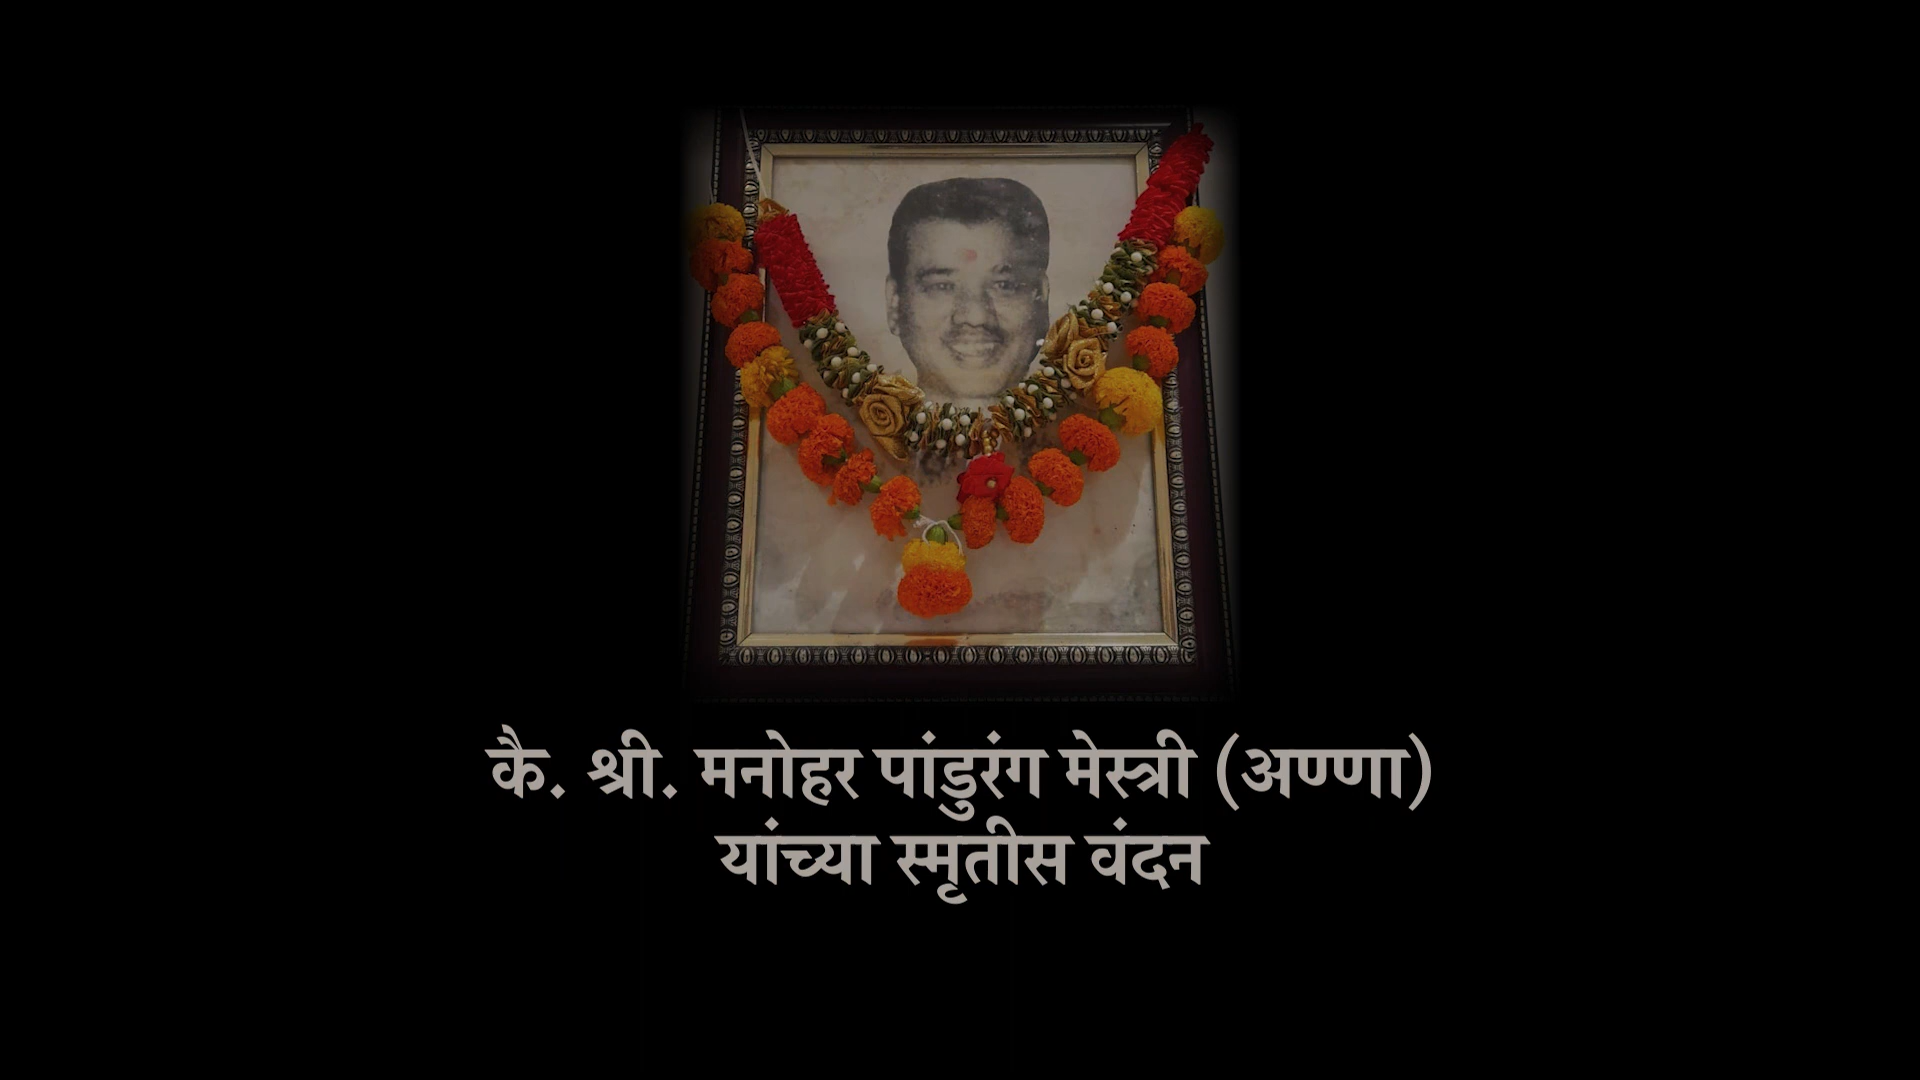 कै. श्री. मनोहर पांडुरंग मेस्त्री (अण्णा)
यांच्या स्मृतीस वंदन